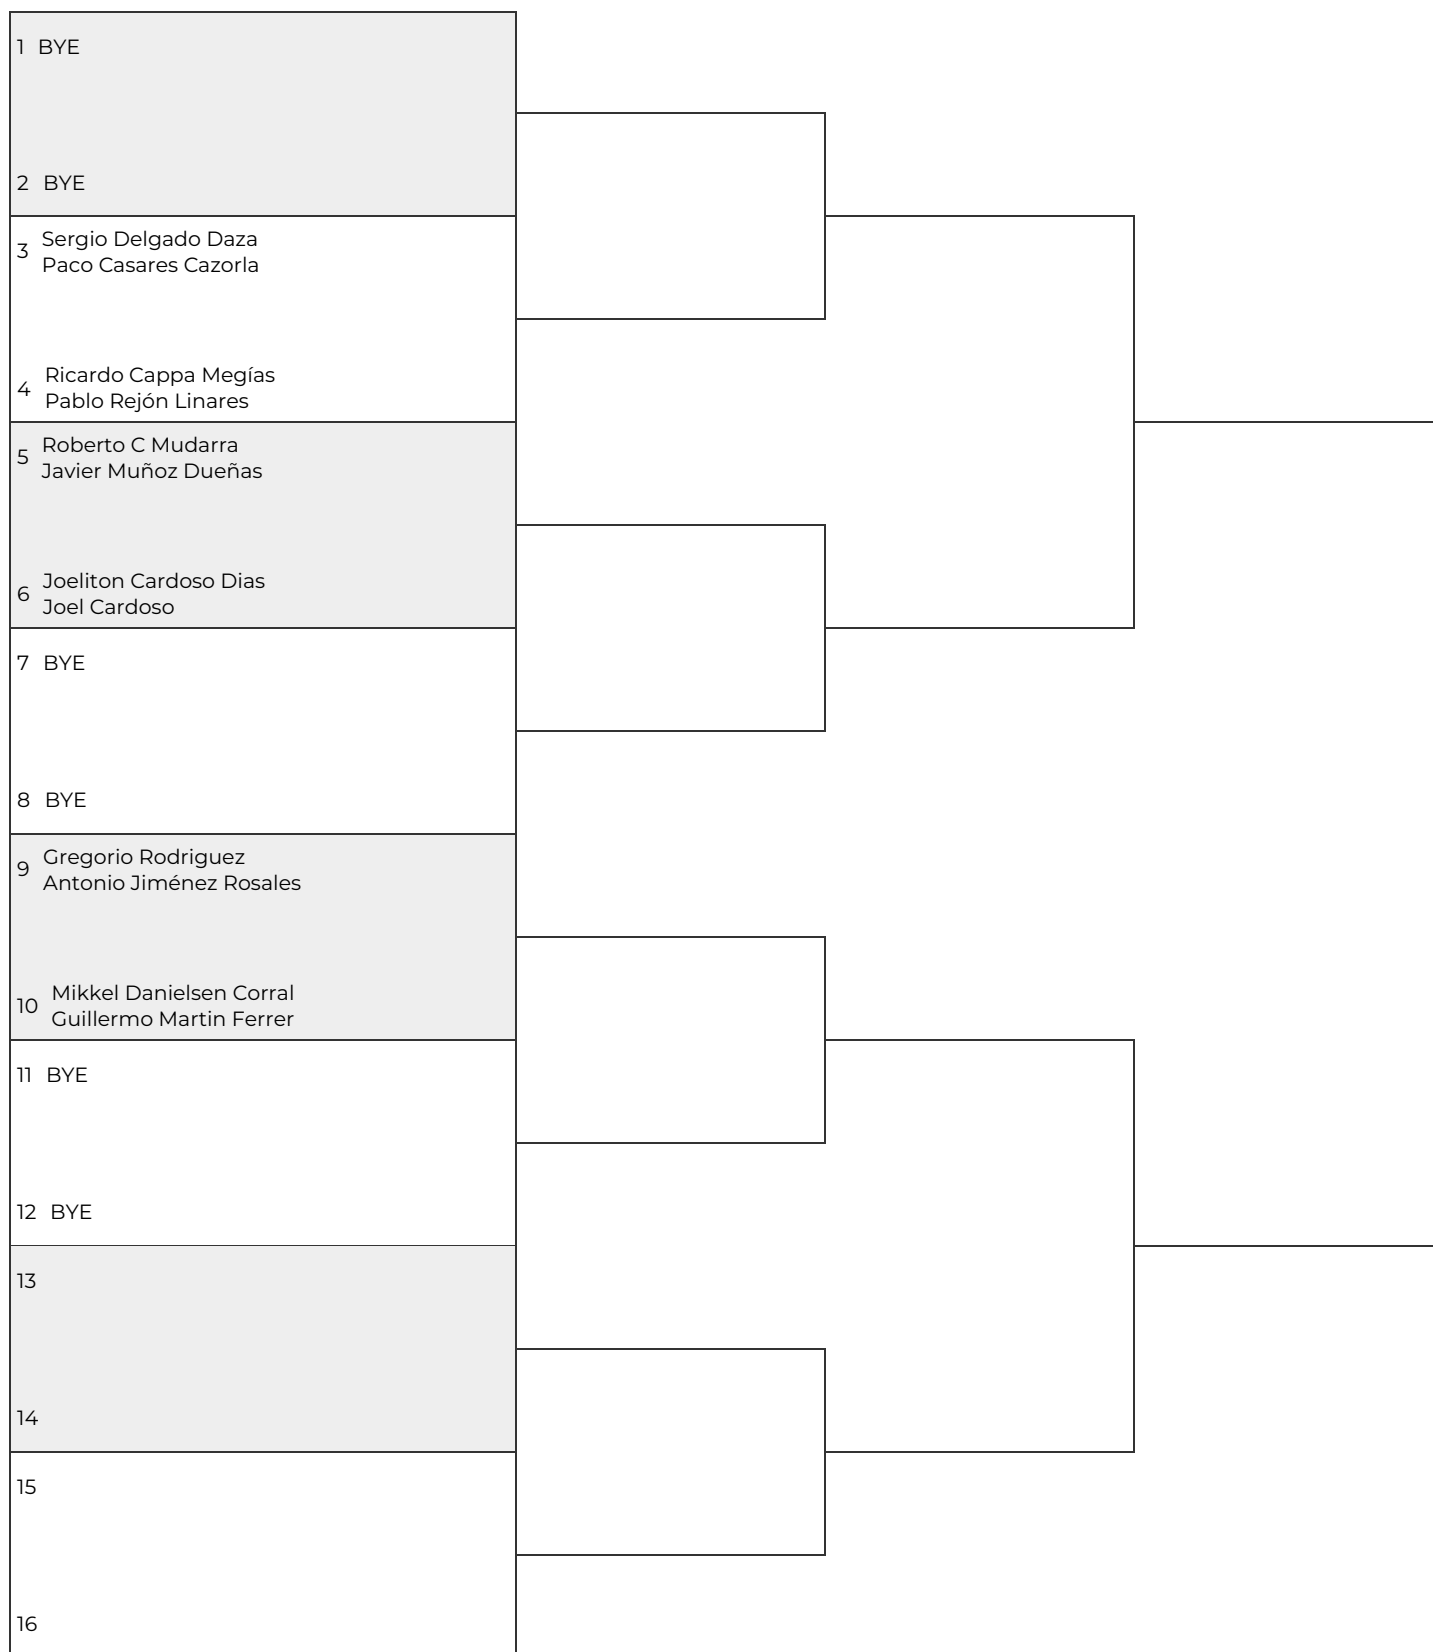 1 BYE
2 BYE
3 Sergio Delgado Daza
Paco Casares Cazorla
4 Ricardo Cappa Megías
Pablo Rejón Linares
5 Roberto C Mudarra
Javier Muñoz Dueñas
6 Joeliton Cardoso Dias
Joel Cardoso
7 BYE
8 BYE
9 Gregorio Rodriguez
Antonio Jiménez Rosales
10 Mikkel Danielsen Corral
Guillermo Martin Ferrer
11 BYE
12 BYE
13
14
15
16